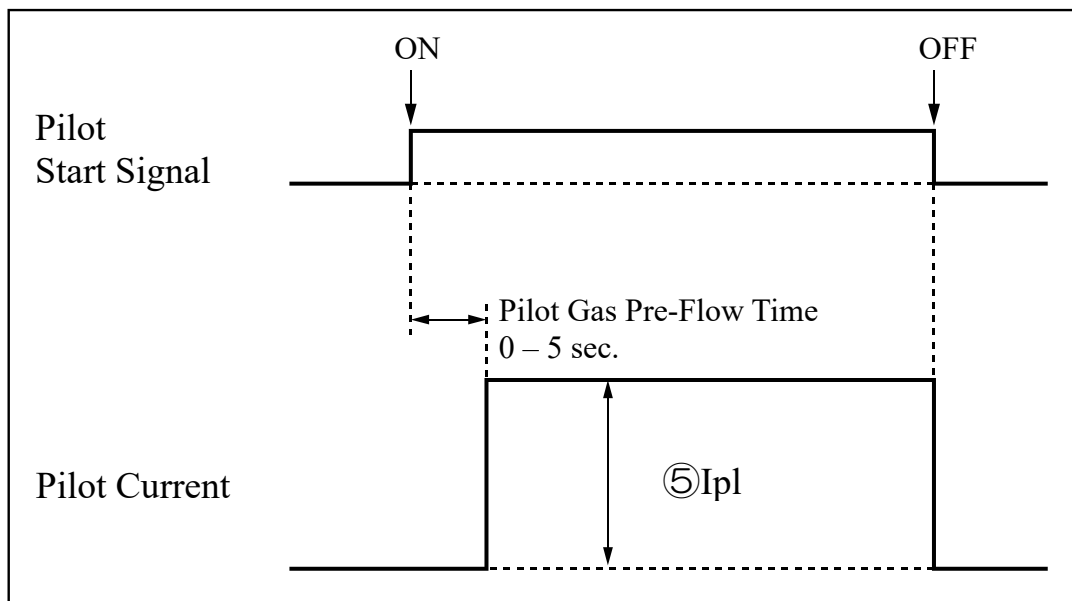 ON
OFF
Pilot
Start Signal
Pilot Gas Pre-Flow Time
0 – 5 sec.
Pilot Current
⑤Ipl